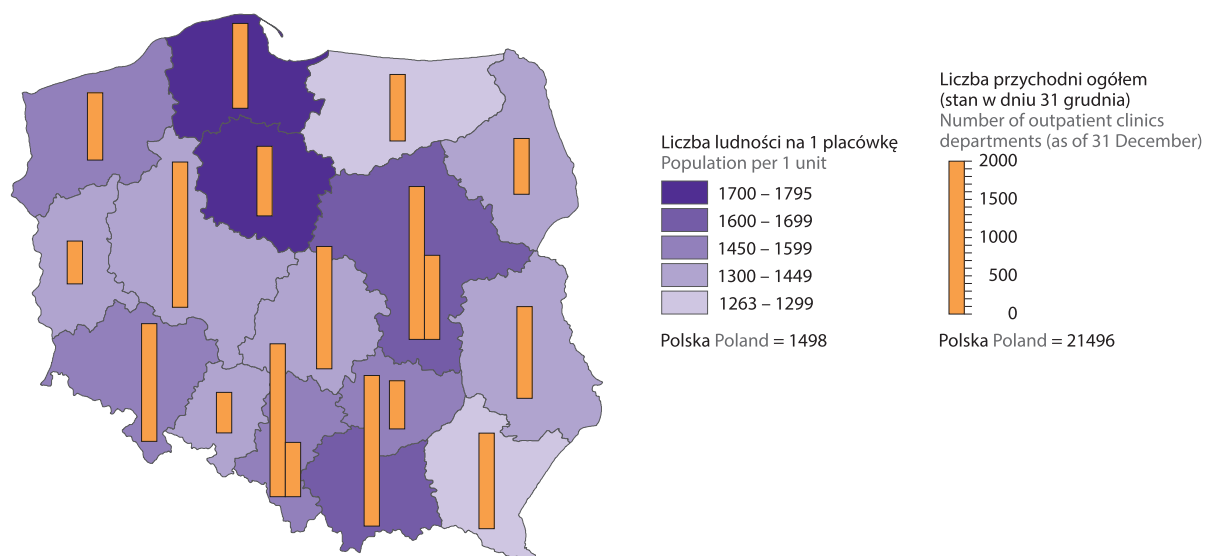 Liczba ludności na 1 placówkę
Population per 1 unit
1700 – 1795
1600 – 1699
1450 – 1599
1300 – 1449
1263 – 1299
Polska Poland = 1498
Liczba przychodni ogółem
(stan w dniu 31 grudnia)
Number of outpatient clinics
departments (as of 31 December)
2000
1500
1000
500
0
Polska Poland = 21496